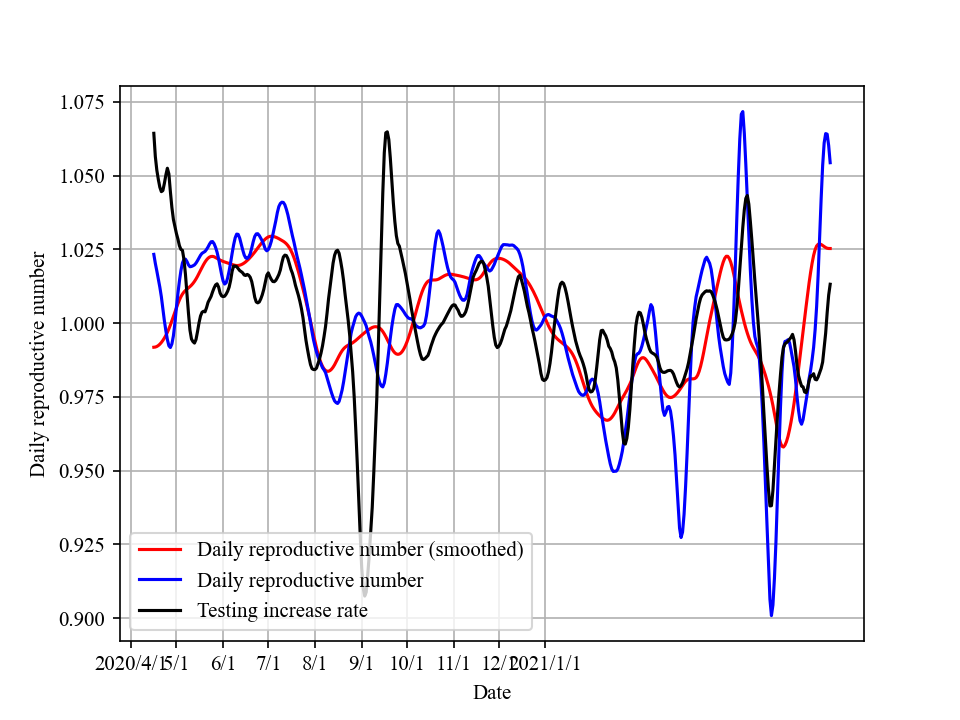 1.075
1.050
1.025
1.000
0.975
0.950
0.925
0.900
Daily reproductive number
Daily reproductive number (smoothed)
Daily reproductive number
Testing increase rate
2020/4/1 5/1 6/1 7/1 8/1 9/1 10/1 11/1 12/1 2021/1/1
Date